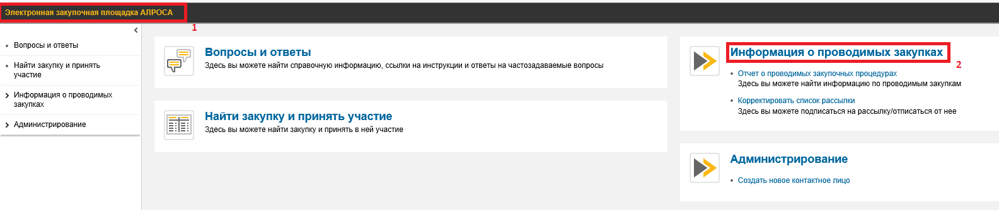 Электронная закупочная площадка АЛРОСА
1
Вопросы и ответы
Найти закупку и принять
участие
Информация о проводимых
закупках
Администрирование
Вопросы и ответы
Здесь вы можете найти справочную информацию, ссылки на инструкции и ответы на частозадаваемые вопросы
Найти закупку и принять участие
Здесь вы можете найти закупку и принять в ней участие
Информация о проводимых закупках
2
Отчет о проводимых закупочных процедурах
Здесь вы можете найти информацию по проводимым закупкам
Корректировать список рассылки
Здесь вы можете подписаться на рассылку/отписаться от нее
Администрирование
Создать новое контактное лицо